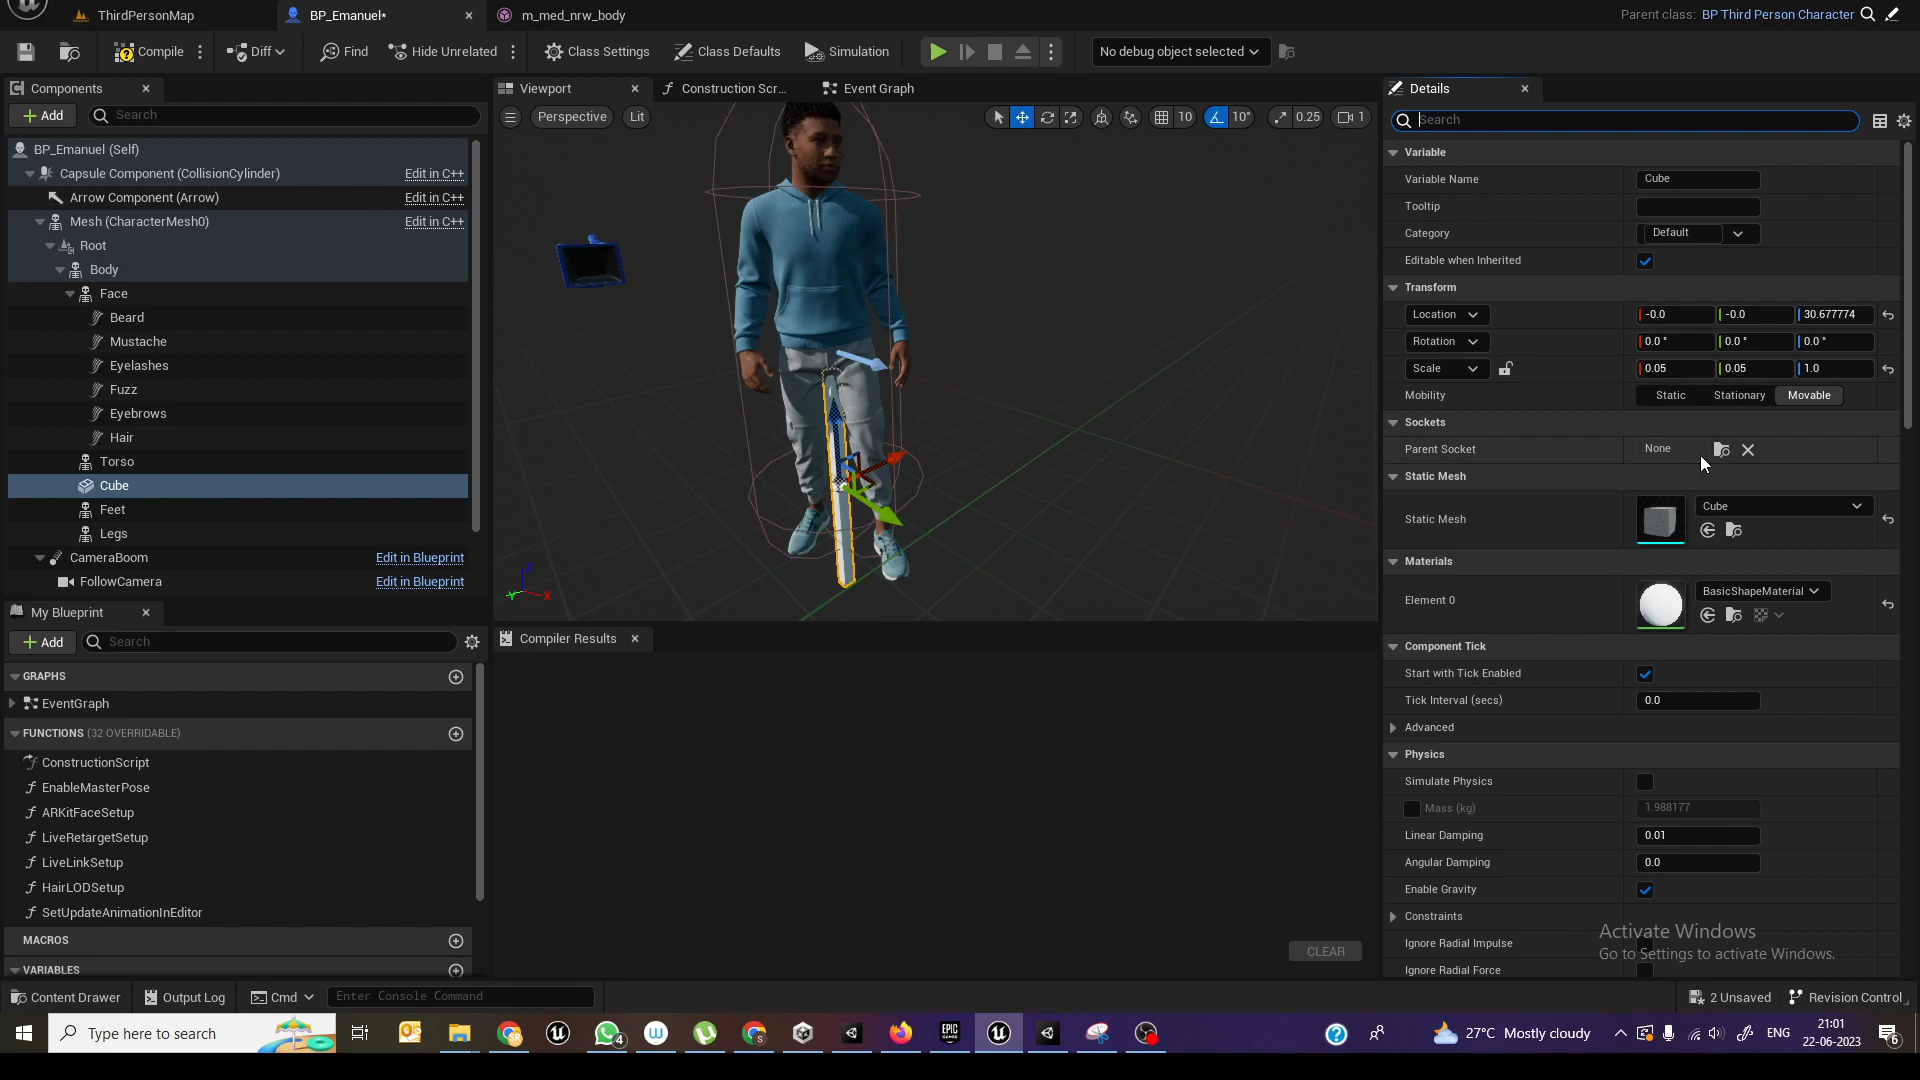 ThirdPersonMap
BP_Emanuel*
m_med_nrw_body
Parent class: BP Third Person Character
Compile
Diff
Find
Hide Unrelated
Class Settings
Class Defaults
Simulation
No debug object selected
Components
Viewport
Construction Scr...
Event Graph
Details
Add
Search
Perspective
Lit
10
10°
0.25
1
Search
BP_Emanuel (Self)
Capsule Component (CollisionCylinder)
Edit in C++
Arrow Component (Arrow)
Edit in C++
Mesh (CharacterMesh0)
Edit in C++
Root
Body
Face
Beard
Mustache
Eyelashes
Fuzz
Eyebrows
Hair
Torso
Cube
Feet
Legs
CameraBoom
Edit in Blueprint
FollowCamera
Edit in Blueprint
My Blueprint
Add
Search
GRAPHS
EventGraph
FUNCTIONS (32 OVERRIDABLE)
ConstructionScript
EnableMasterPose
ARKitFaceSetup
LiveRetargetSetup
LiveLinkSetup
HairLODSetup
SetUpdateAnimationInEditor
MACROS
VARIABLES
Z
Y
X
Compiler Results
CLEAR
Variable
Variable Name
Cube
Tooltip
Category
Default
Editable when Inherited
Transform
Location
-0.0
-0.0
30.677774
Rotation
0.0 °
0.0 °
0.0 °
Scale
0.05
0.05
1.0
Mobility
Static
Stationary
Movable
Sockets
Parent Socket
None
Static Mesh
Static Mesh
Cube
Materials
Element 0
BasicShapeMaterial
Component Tick
Start with Tick Enabled
Tick Interval (secs)
0.0
Advanced
Physics
Simulate Physics
Mass (kg)
1.988177
Linear Damping
0.01
Angular Damping
0.0
Enable Gravity
Constraints
Ignore Radial Impulse
Ignore Radial Force
Activate Windows
Go to Settings to activate Windows.
Content Drawer
Output Log
Cmd
Enter Console Command
2 Unsaved
Revision Control
Type here to search
4
27°C Mostly cloudy
ENG
21:01
22-06-2023
6